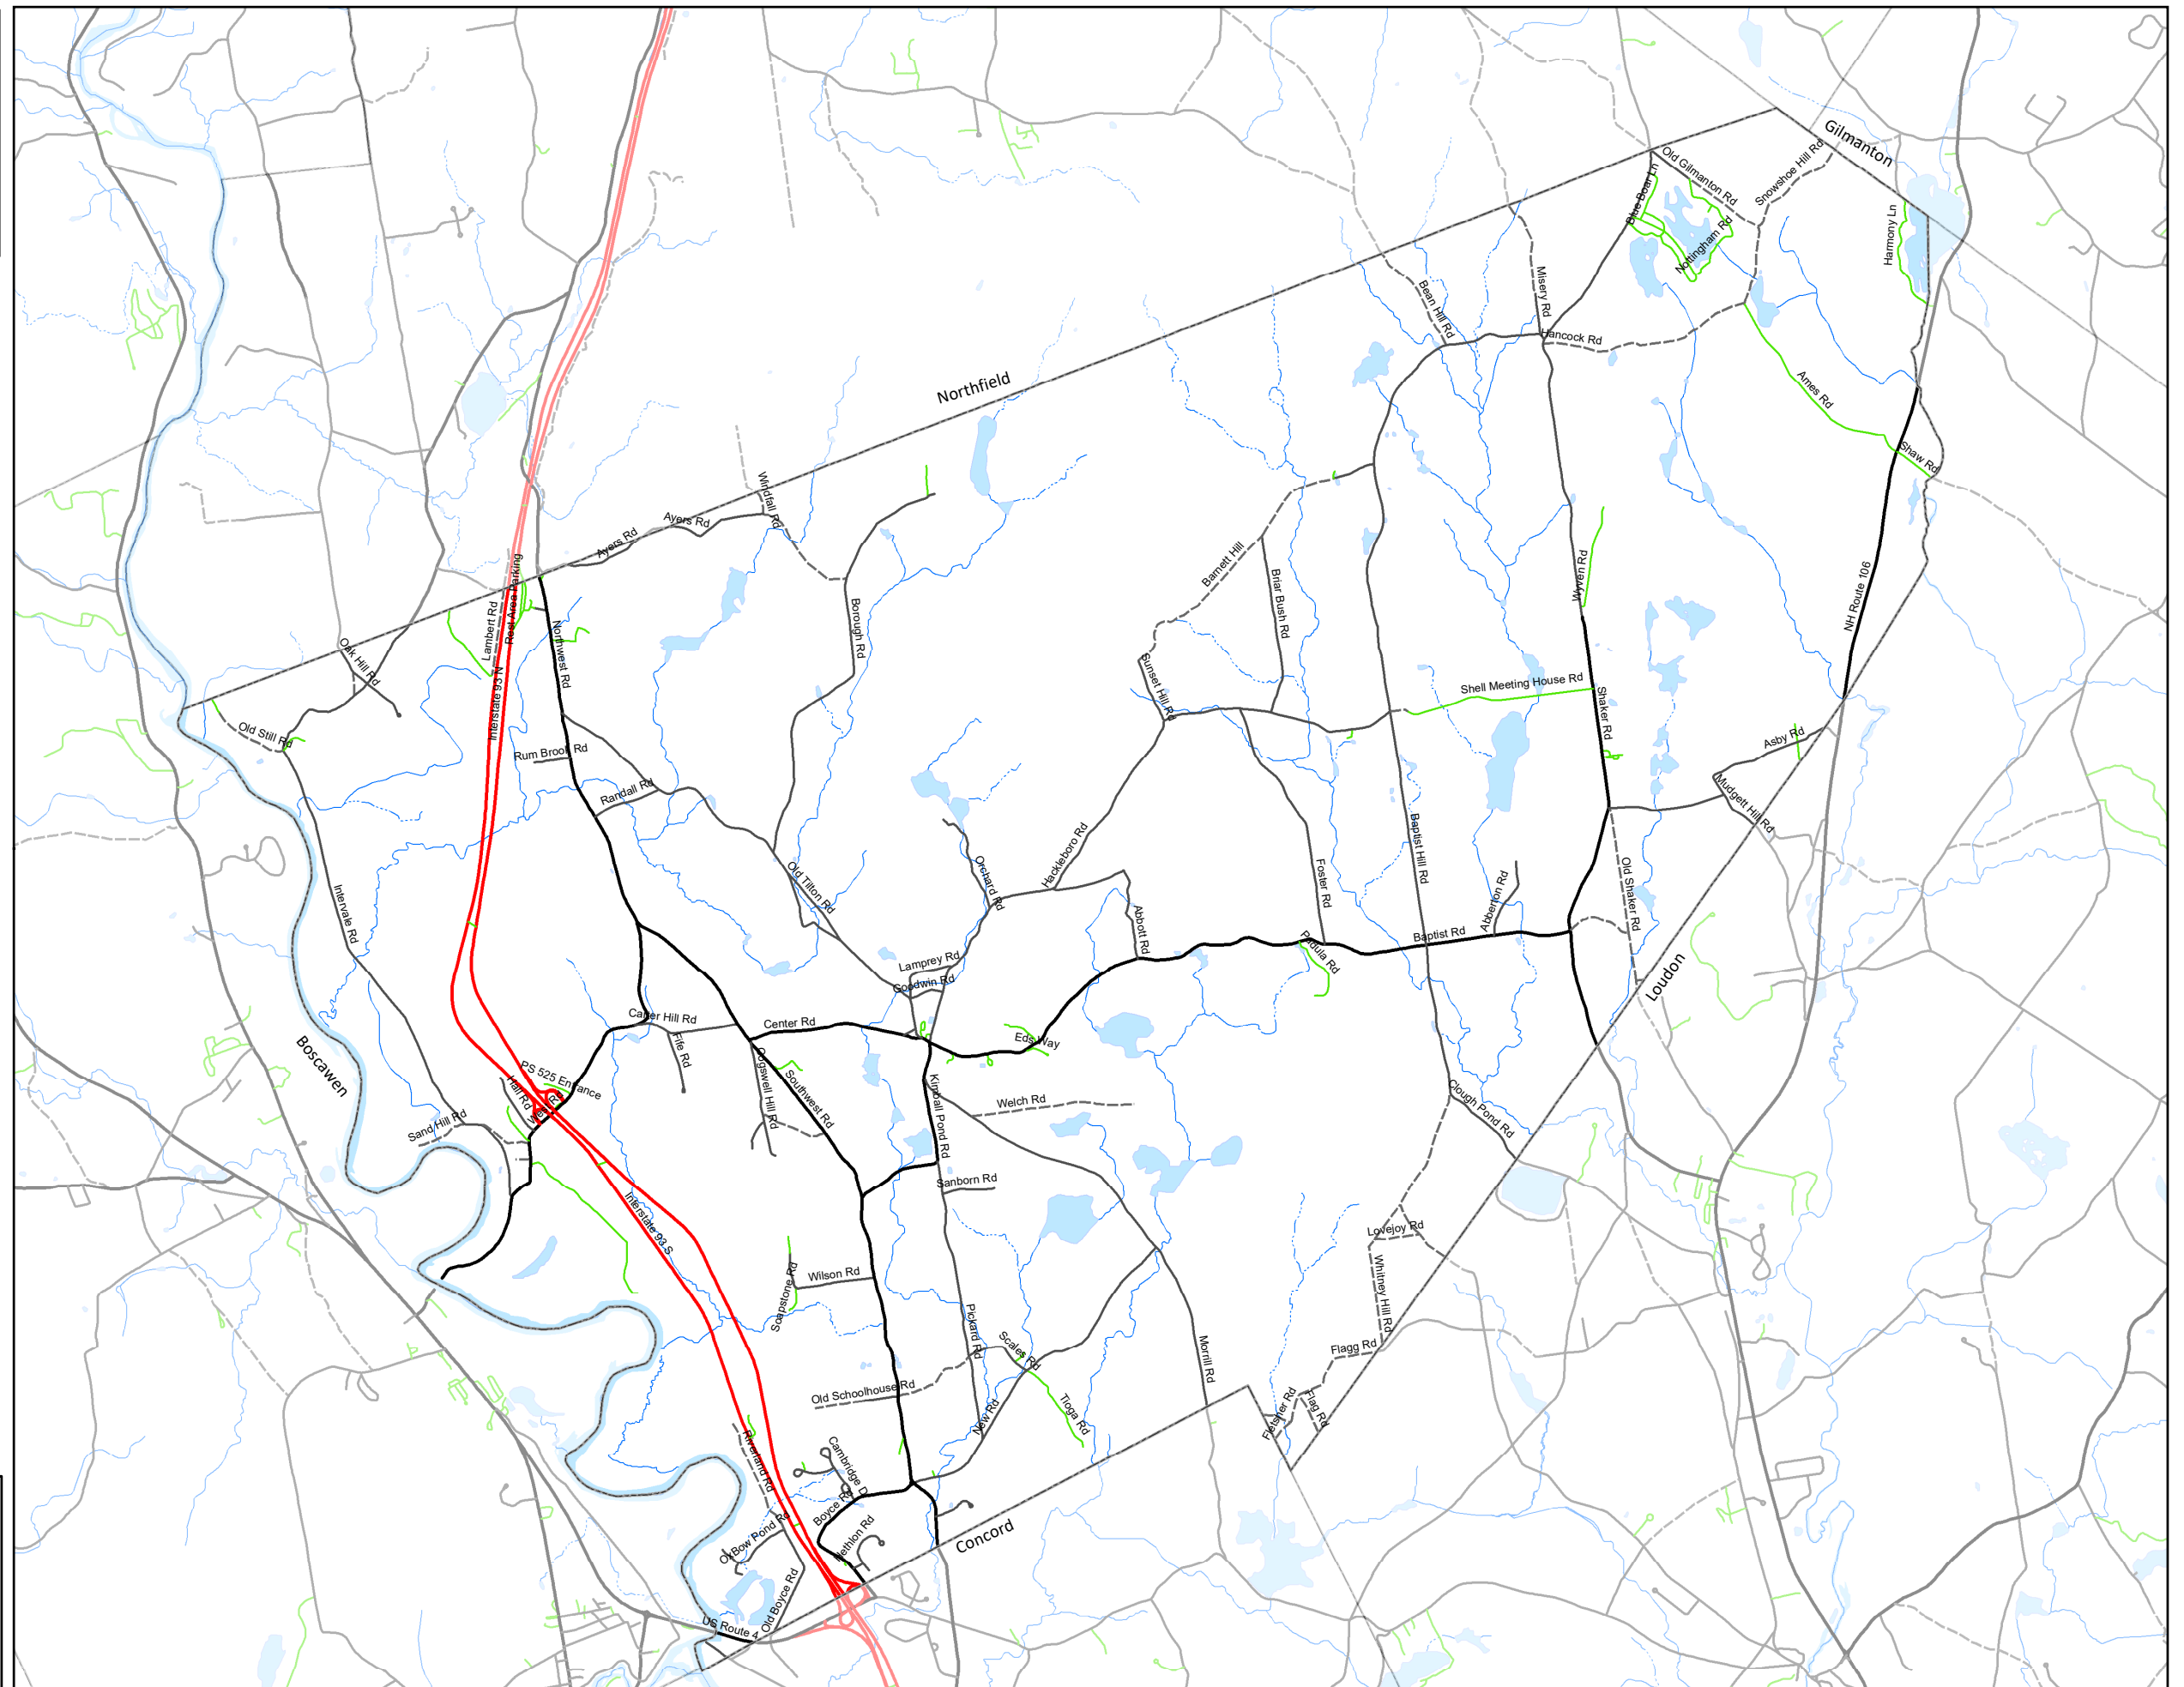 Gilmanton
Old Gilmanton Rd
Snowshoe Hill Rd
Blue Boar Ln
Nottingham Rd
Harmony Ln
Misery Rd
Bean Hill Rd
Hancock Rd
Northfield
Ames Rd
Shaw Rd
Windfall Rd
Ayers Rd
Ayers Rd
Barnett Hill
Briar Bush Rd
Wyven Rd
NH Route 106
Rest Area Parking
Lambert Rd
Northwest Rd
Borough Rd
Oak Hill Rd
Interstate 93 N
Sunset Hill Rd
Shell Meeting House Rd
Shaker Rd
Old Still Rd
Rum Brook Rd
Asby Rd
Randall Rd
Mudgett Hill Rd
Hackleboro Rd
Baptist Hill Rd
Old Tilton Rd
Orchard Rd
Foster Rd
Abberton Rd
Old Shaker Rd
Intervale Rd
Abbott Rd
Baptist Rd
Padula Rd
Lamprey Rd
Goodwin Rd
Loudon
Carter Hill Rd
Center Rd
Eds Way
Fife Rd
Boscawen
PS 525 Entrance
Hall Rd
West Rd
Cogswell Hill Rd
Southwest Rd
Kimball Pond Rd
Welch Rd
Clough Pond Rd
Sand Hill Rd
Sanborn Rd
Interstate 93 S
Lovejoy Rd
Whitney Hill Rd
Soapstone Rd
Wilson Rd
Pickard Rd
Scales Rd
Morrill Rd
Flagg Rd
Old Schoolhouse Rd
Tioga Rd
New Rd
Fletcher Rd
Flag Rd
Riverland Rd
Cambridge D
Boyce Rd
OxBow Pond Rd
Nethlon Rd
Concord
Old Boyce Rd
US Route 4